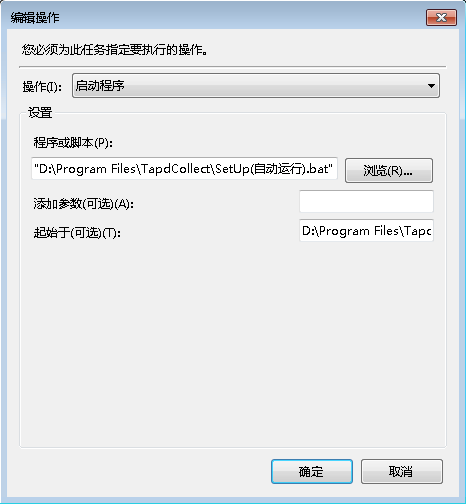 编辑操作
您必须为此任务指定要执行的操作。
操作(I): 启动程序
设置
程序或脚本(P):
"D:\Program Files\TapdCollect\SetUp(自动运行).bat" 浏览(R)...
添加参数(可选)(A):
起始于(可选)(T): D:\Program Files\Tapc
确定 取消